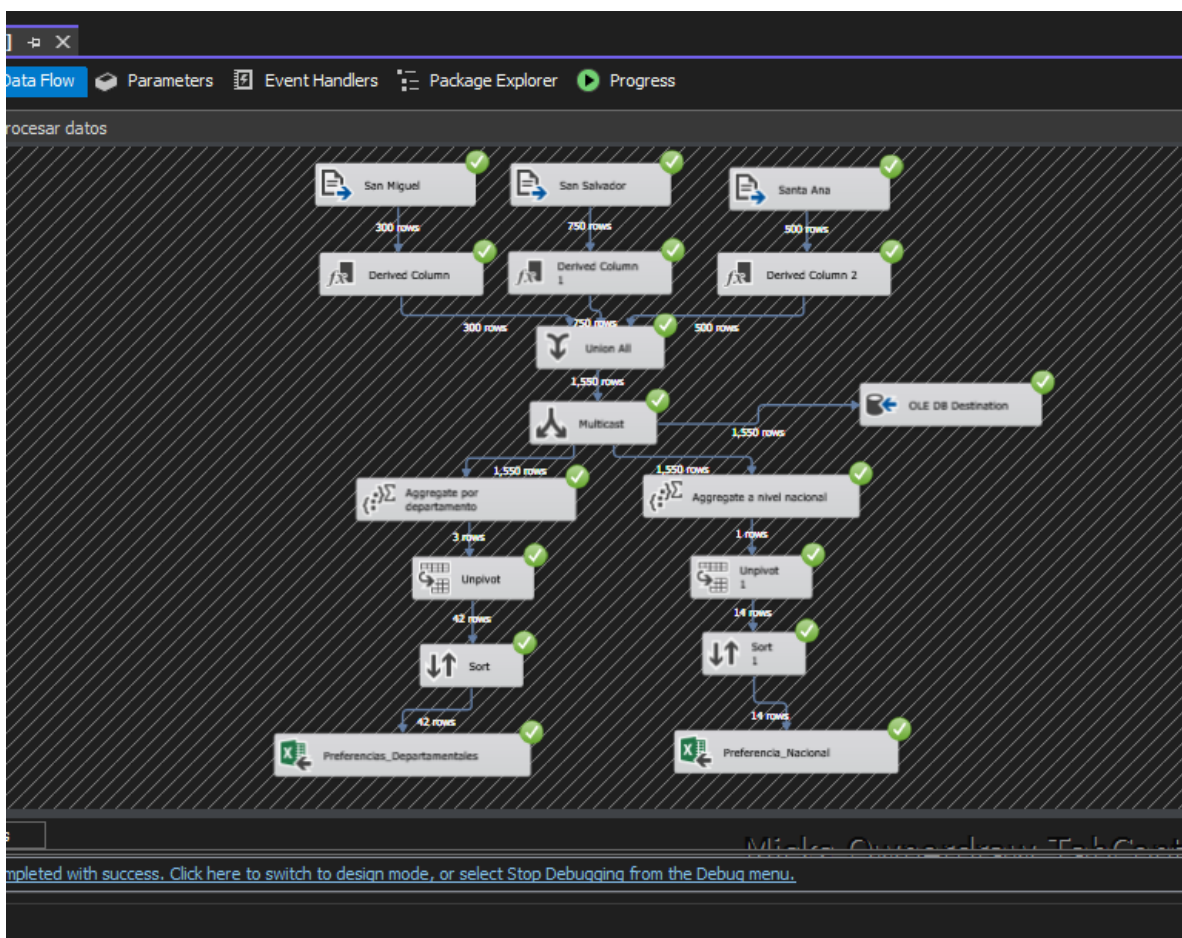 ]
Data Flow Parameters Event Handlers Package Explorer Progress
rocesar datos
San Miguel San Salvador Santa Ana
300 rows 750 rows 500 rows
Derived Column Derived Column
1 Derived Column 2
300 rows 750 rows 500 rows
Union All
1,550 rows
OLE DB Destination
Multicast
1,550 rows
1,550 rows 1,550 rows
Aggregate por
departamento Aggregate a nivel nacional
3 rows 1 rows
Unpivot Unpivot
1
42 rows 14 rows
Sort Sort
1
42 rows 14 rows
Preferencias_Departamentales Preferencia_Nacional
s
mpleted with success. Click here to switch to design mode, or select Stop Debugging from the Debug menu.